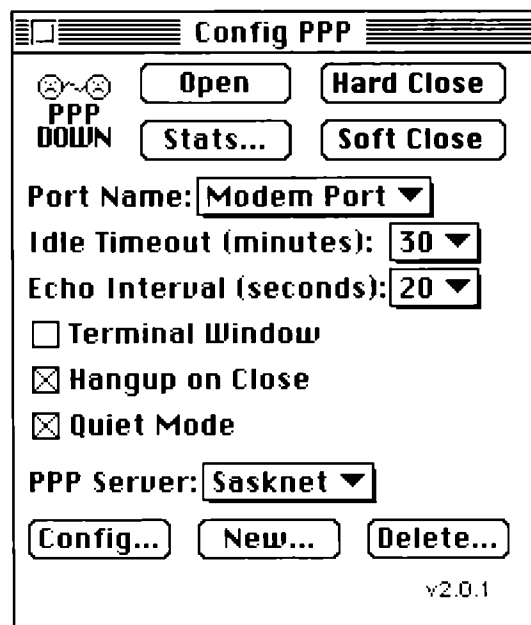 Config PPP
PPP
DOWN
Open
Hard Close
Stats...
Soft Close
Port Name: Modem Port
Idle Timeout (minutes): 30
Echo Interval (seconds): 20
Terminal Window
Hangup on Close
Quiet Mode
PPP Server: Sasknet
Config...
New...
Delete...
v2.0.1